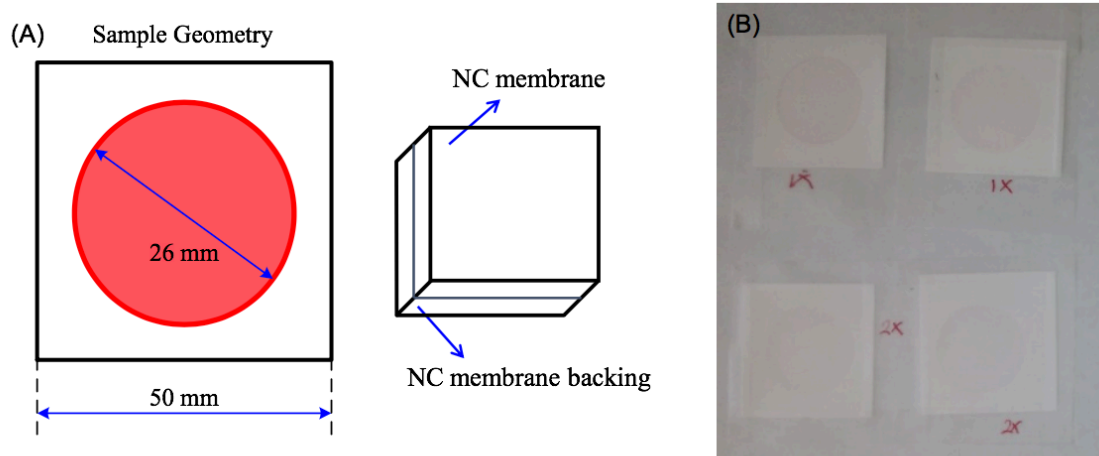 (A)
Sample Geometry
26 mm
50 mm
NC membrane
NC membrane backing
(B)
1X
2X
2X